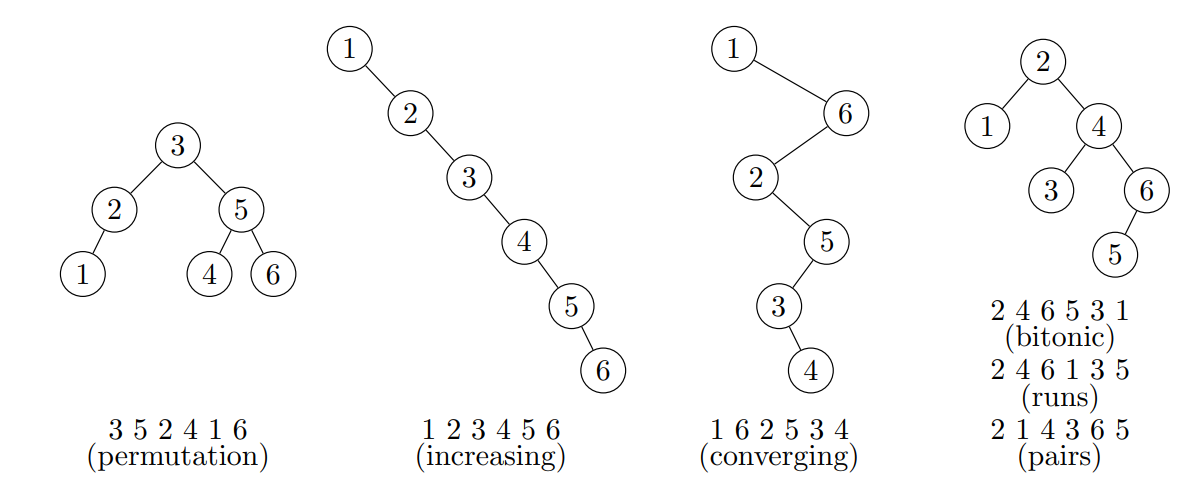 3
2
5
1
4
6
3 5 2 4 1 6
(permutation)
1
2
3
4
5
6
1 2 3 4 5 6
(increasing)
1
6
2
5
3
4
1 6 2 5 3 4
(converging)
2
1
4
3
6
5
2 4 6 5 3 1
(bitonic)
2 4 6 1 3 5
(runs)
2 1 4 3 6 5
(pairs)